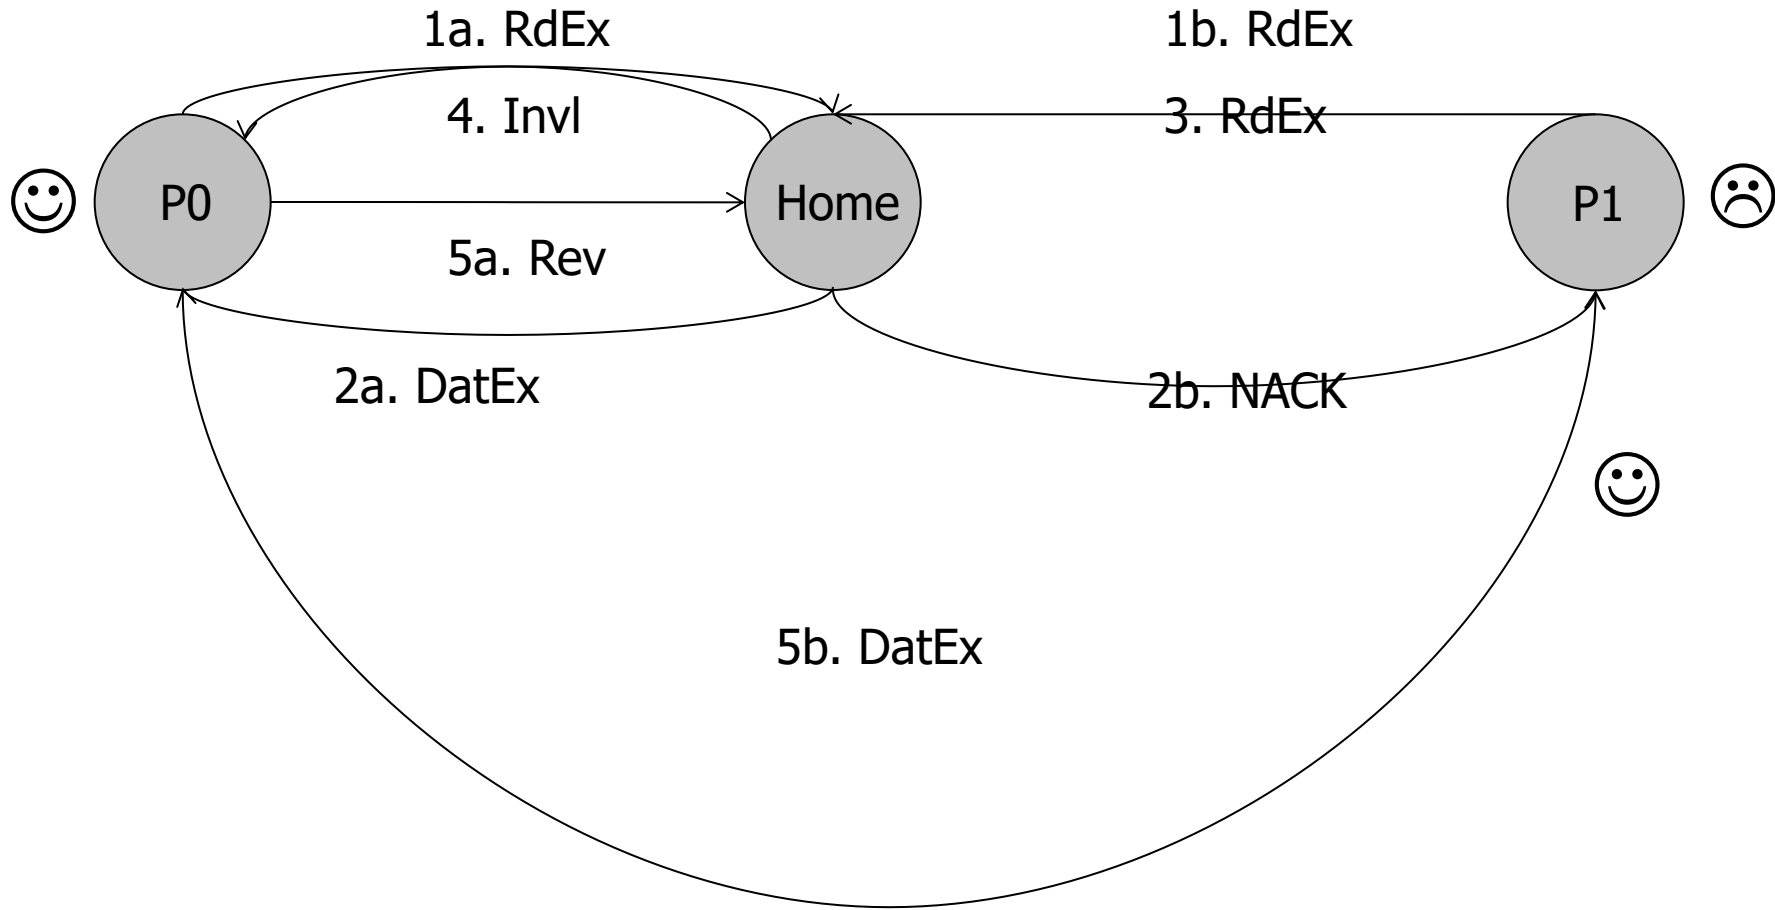 1a. RdEx
1b. RdEx
4. Invl
3. RdEx
P0
Home
P1
5a. Rev
2a. DatEx
2b. NACK
5b. DatEx